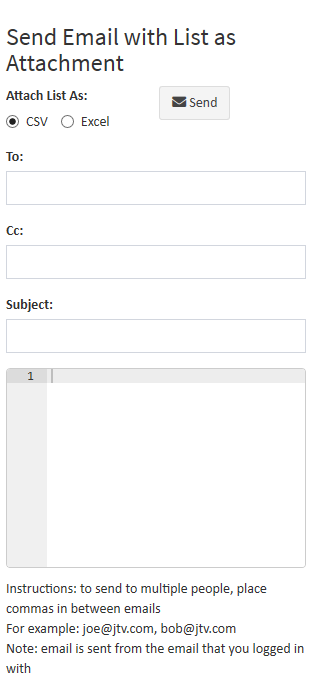 Send Email with List as
Attachment
Attach List As:
Send
CSV Excel
To:
Cc:
Subject:
1
Instructions: to send to multiple people, place
commas in between emails
For example: joe@jtv.com, bob@jtv.com
Note: email is sent from the email that you logged in
with